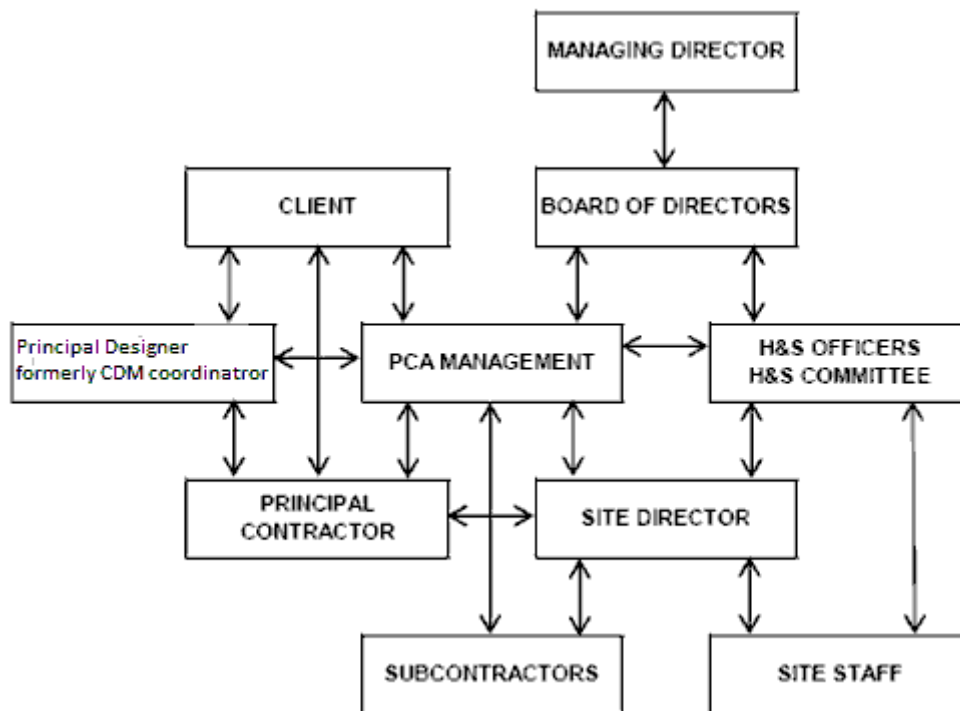 MANAGING DIRECTOR
CLIENT
BOARD OF DIRECTORS
Principal Designer
formerly CDM coordinatror
PCA MANAGEMENT
H&S OFFICERS
H&S COMMITTEE
PRINCIPAL
CONTRACTOR
SITE DIRECTOR
SUBCONTRACTORS
SITE STAFF